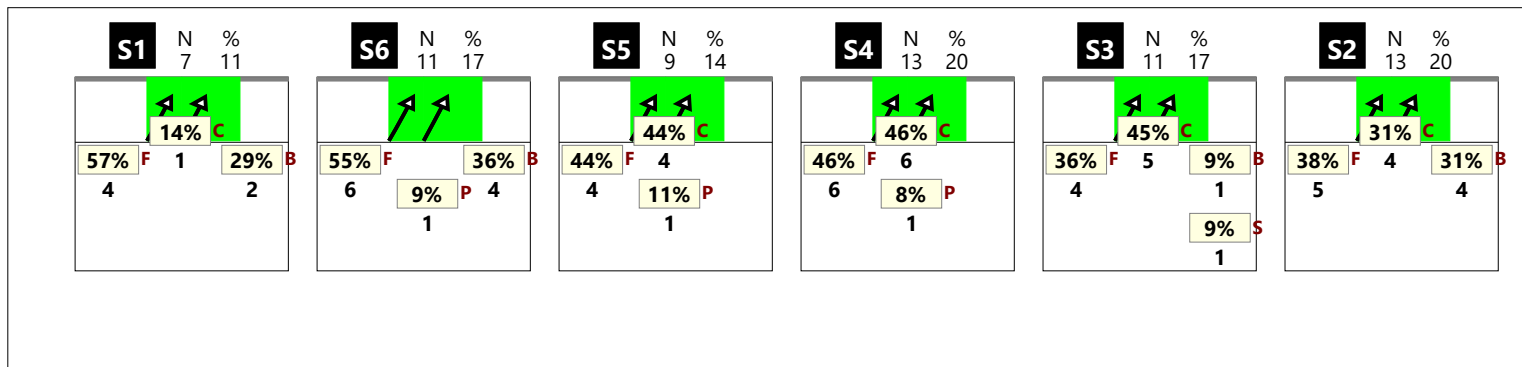 S1 N % S6 N % S5 N % S4 N % S3 N % S2 N %
7 11 11 17 9 14 13 20 11 17 13 20
14% C 44% C 46% C 45% C 31% C
57% F 1 29% B 55% F 36% B 44% F 4 46% F 6 36% F 5 9% B 38% F 4 31% B
4 2 6 9% P 4 4 11% P 6 8% P 4 1 5 4
1 1 1 9% S
1